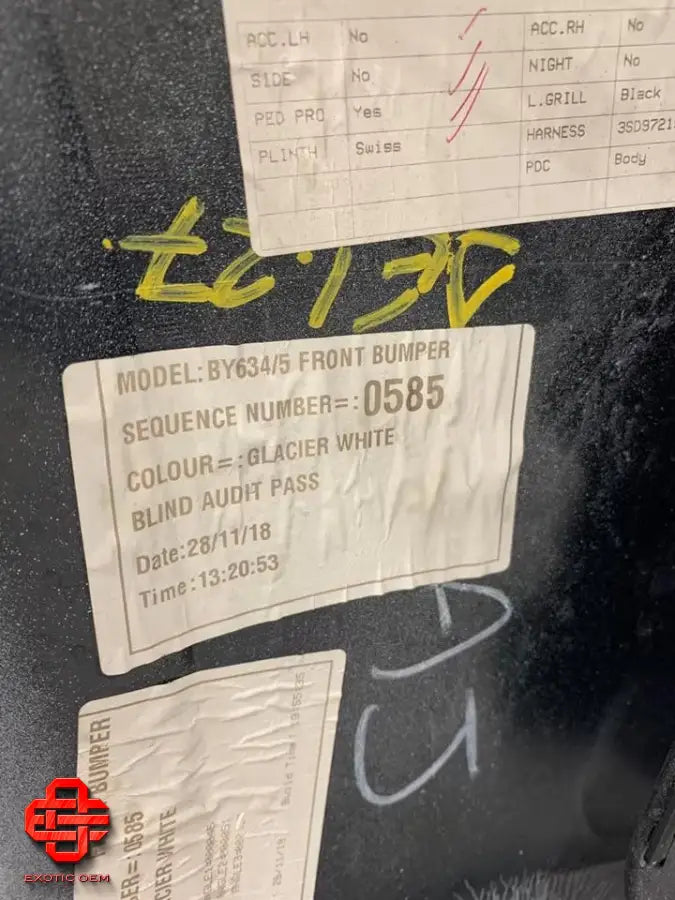 ACC.LH No ACC.RH No
SIDE No NIGHT No
PED PRO Yes L.GRILL Black
PLINTH Swiss HARNESS 3SD9721
PDC Body
MODEL: BY634/5 FRONT BUMPER
SEQUENCE NUMBER=:0585
COLOUR=:GLACIER WHITE
BLIND AUDIT PASS
Date:28/11/18
Time:13:20:53
BUMPER
BER=:0585
CIER WHITE
EXOTIC OEM